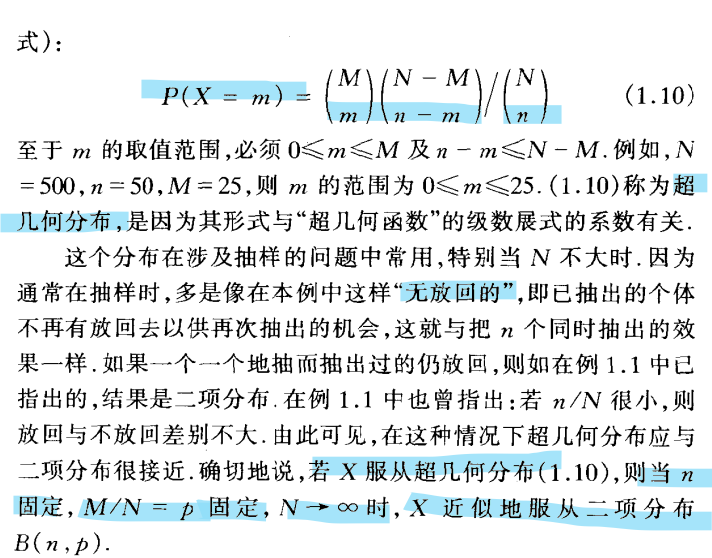 式):
P(X = m) = \binom{M}{m}\binom{N - M}{n - m}/\binom{N}{n} (1.10)
至于 m 的取值范围,必须 0≤m≤M 及 n - m≤N - M.例如,N
= 500, n = 50, M = 25,则 m 的范围为 0≤m≤25.(1.10)称为超
几何分布,是因为其形式与“超几何函数”的级数展式的系数有关.
这个分布在涉及抽样的问题中常用,特别当 N 不大时.因为
通常在抽样时,多是像在本例中这样“无放回的”,即已抽出的个体
不再有放回去以供再次抽出的机会,这就与把 n 个同时抽出的效
果一样.如果一个一个地抽而抽出过的仍放回,则如在例 1.1 中已
指出的,结果是二项分布.在例 1.1 中也曾指出:若 n/N 很小,则
放回与不放回差别不大.由此可见,在这种情况下超几何分布应与
二项分布很接近.确切地说,若 X 服从超几何分布(1.10),则当 n
固定, M/N = p 固定, N→∞时, X 近似地服从二项分布
B(n,p).